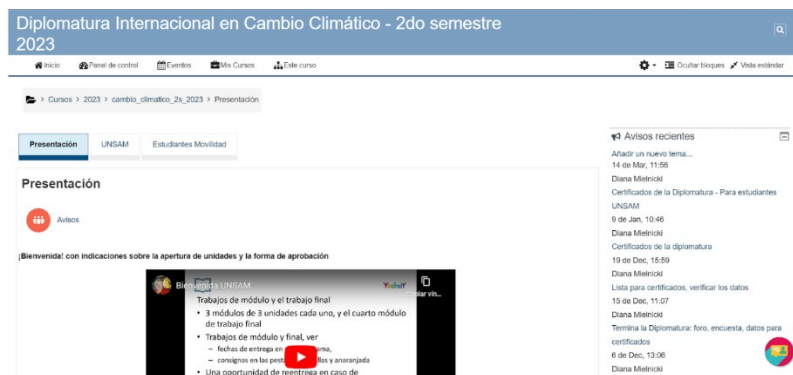 Diplomatura Internacional en Cambio Climático - 2do semestre
2023
Inicio
Panel de control
Eventos
Mis Cursos
Este curso
Ocultar bloques
Vista estándar
> Cursos > 2023 > cambio_climatico_2s_2023 > Presentación
Presentación
UNSAM
Estudiantes Movilidad
Presentación
Avisos
¡Bienvenida! con indicaciones sobre la apertura de unidades y la forma de aprobación
Bienvenida UNSAM
Trabajos de módulo y el trabajo final
• 3 módulos de 3 unidades cada uno, y el cuarto módulo
de trabajo final
• Trabajos de módulo y final, ver
– fechas de entrega en
– consignas en las y anaranjada
• Una oportunidad de reentrega en caso de
Avisos recientes
Añadir un nuevo tema...
14 de Mar, 11:56
Diana Mielnicki
Certificados de la Diplomatura - Para estudiantes
UNSAM
9 de Jan, 10:46
Diana Mielnicki
Certificados de la diplomatura
19 de Dec, 15:59
Diana Mielnicki
Lista para certificados, verificar los datos
15 de Dec, 11:07
Diana Mielnicki
Termina la Diplomatura: foro, encuesta, datos para
certificados
6 de Dec, 13:06
Diana Mielnicki